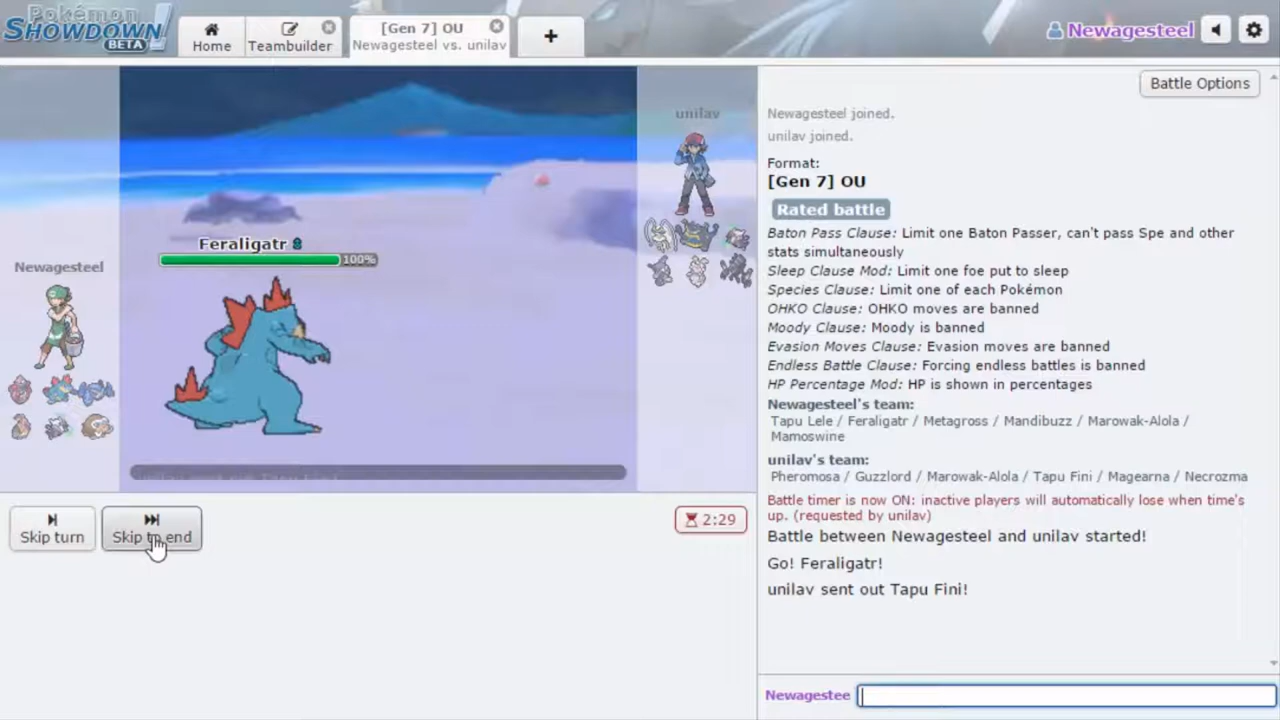 Pokémon
SHOWDOWN!
BETA
Home
Teambuilder
[Gen 7] OU
Newagesteel vs. unilav
+
Newagesteel
Battle Options
Newagesteel
unilav
Feraligatr
100%
Skip turn
Skip to end
2:29
Newagesteel joined.
unilav joined.
Format:
[Gen 7] OU
Rated battle
Baton Pass Clause: Limit one Baton Passer, can't pass Spe and other
stats simultaneously
Sleep Clause Mod: Limit one foe put to sleep
Species Clause: Limit one of each Pokémon
OHKO Clause: OHKO moves are banned
Moody Clause: Moody is banned
Evasion Moves Clause: Evasion moves are banned
Endless Battle Clause: Forcing endless battles is banned
HP Percentage Mod: HP is shown in percentages
Newagesteel's team:
Tapu Lele / Feraligatr / Metagross / Mandibuzz / Marowak-Alola /
Mamoswine
unilav's team:
Pheromosa / Guzzlord / Marowak-Alola / Tapu Fini / Magearna / Necrozma
Battle timer is now ON: inactive players will automatically lose when time's
up. (requested by unilav)
Battle between Newagesteel and unilav started!
Go! Feraligatr!
unilav sent out Tapu Fini!
Newagestee